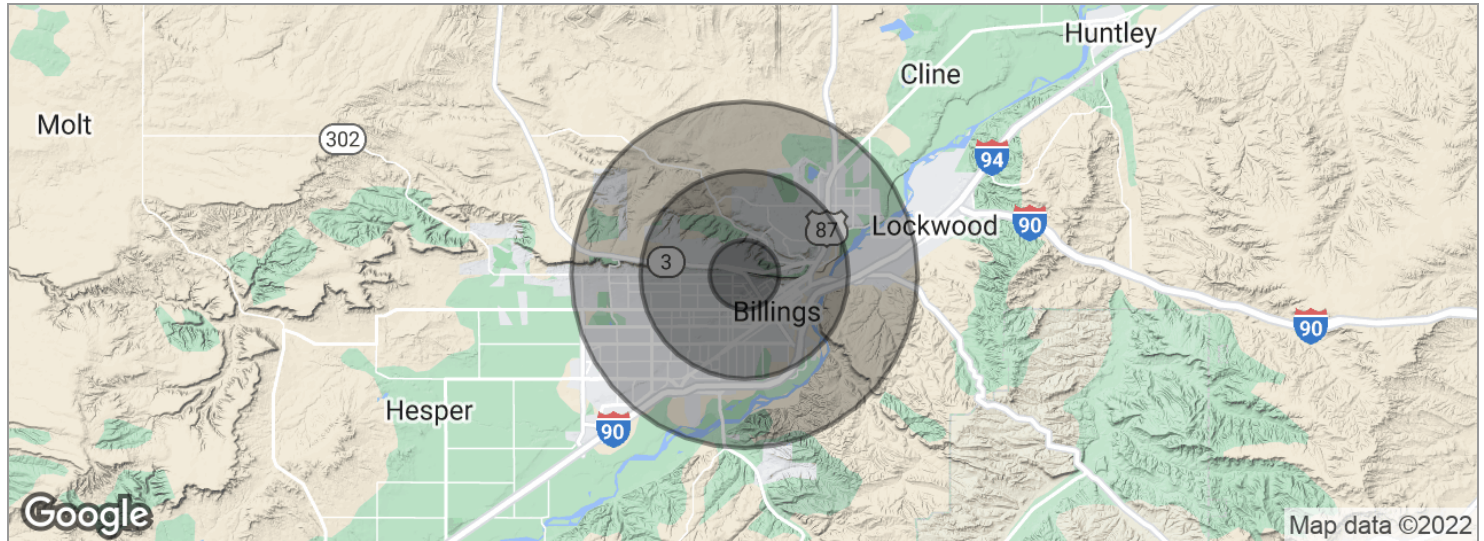 Huntley
Cline
Molt
302
94
Lockwood
90
87
3
Billings
90
Hesper
90
Google
Map data ©2022